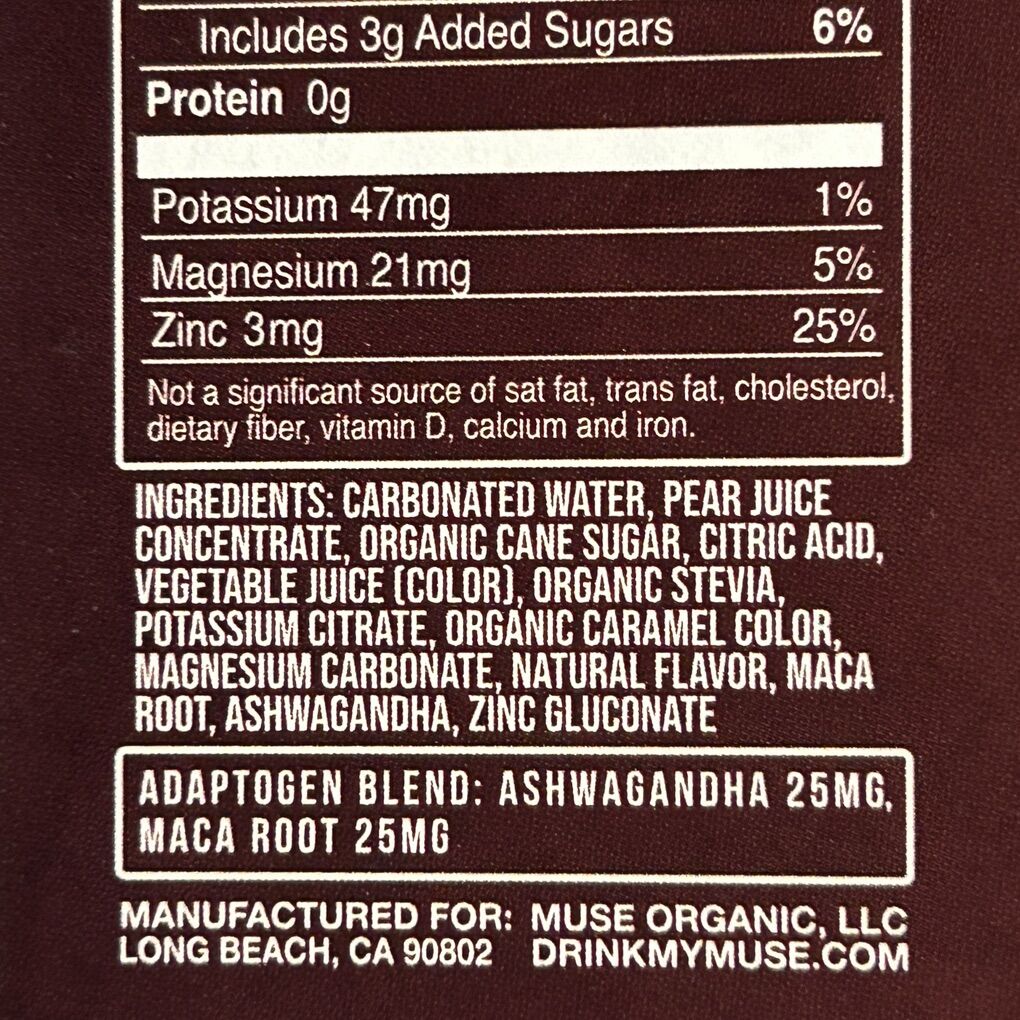 Includes 3g Added Sugars 6%
Protein 0g
Potassium 47mg 1%
Magnesium 21mg 5%
Zinc 3mg 25%
Not a significant source of sat fat, trans fat, cholesterol,
dietary fiber, vitamin D, calcium and iron.
INGREDIENTS: CARBONATED WATER, PEAR JUICE
CONCENTRATE, ORGANIC CANE SUGAR, CITRIC ACID,
VEGETABLE JUICE (COLOR), ORGANIC STEVIA,
POTASSIUM CITRATE, ORGANIC CARAMEL COLOR,
MAGNESIUM CARBONATE, NATURAL FLAVOR, MACA
ROOT, ASHWAGANDHA, ZINC GLUCONATE
ADAPTOGEN BLEND: ASHWAGANDHA 25MG,
MACA ROOT 25MG
MANUFACTURED FOR: MUSE ORGANIC, LLC
LONG BEACH, CA 90802 DRINKMYMUSE.COM